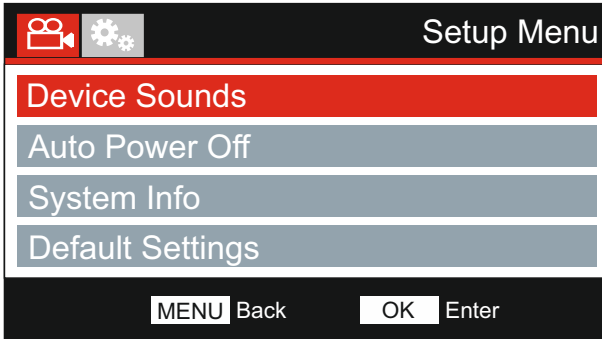 Setup Menu
Device Sounds
Auto Power Off
System Info
Default Settings
MENU Back OK Enter